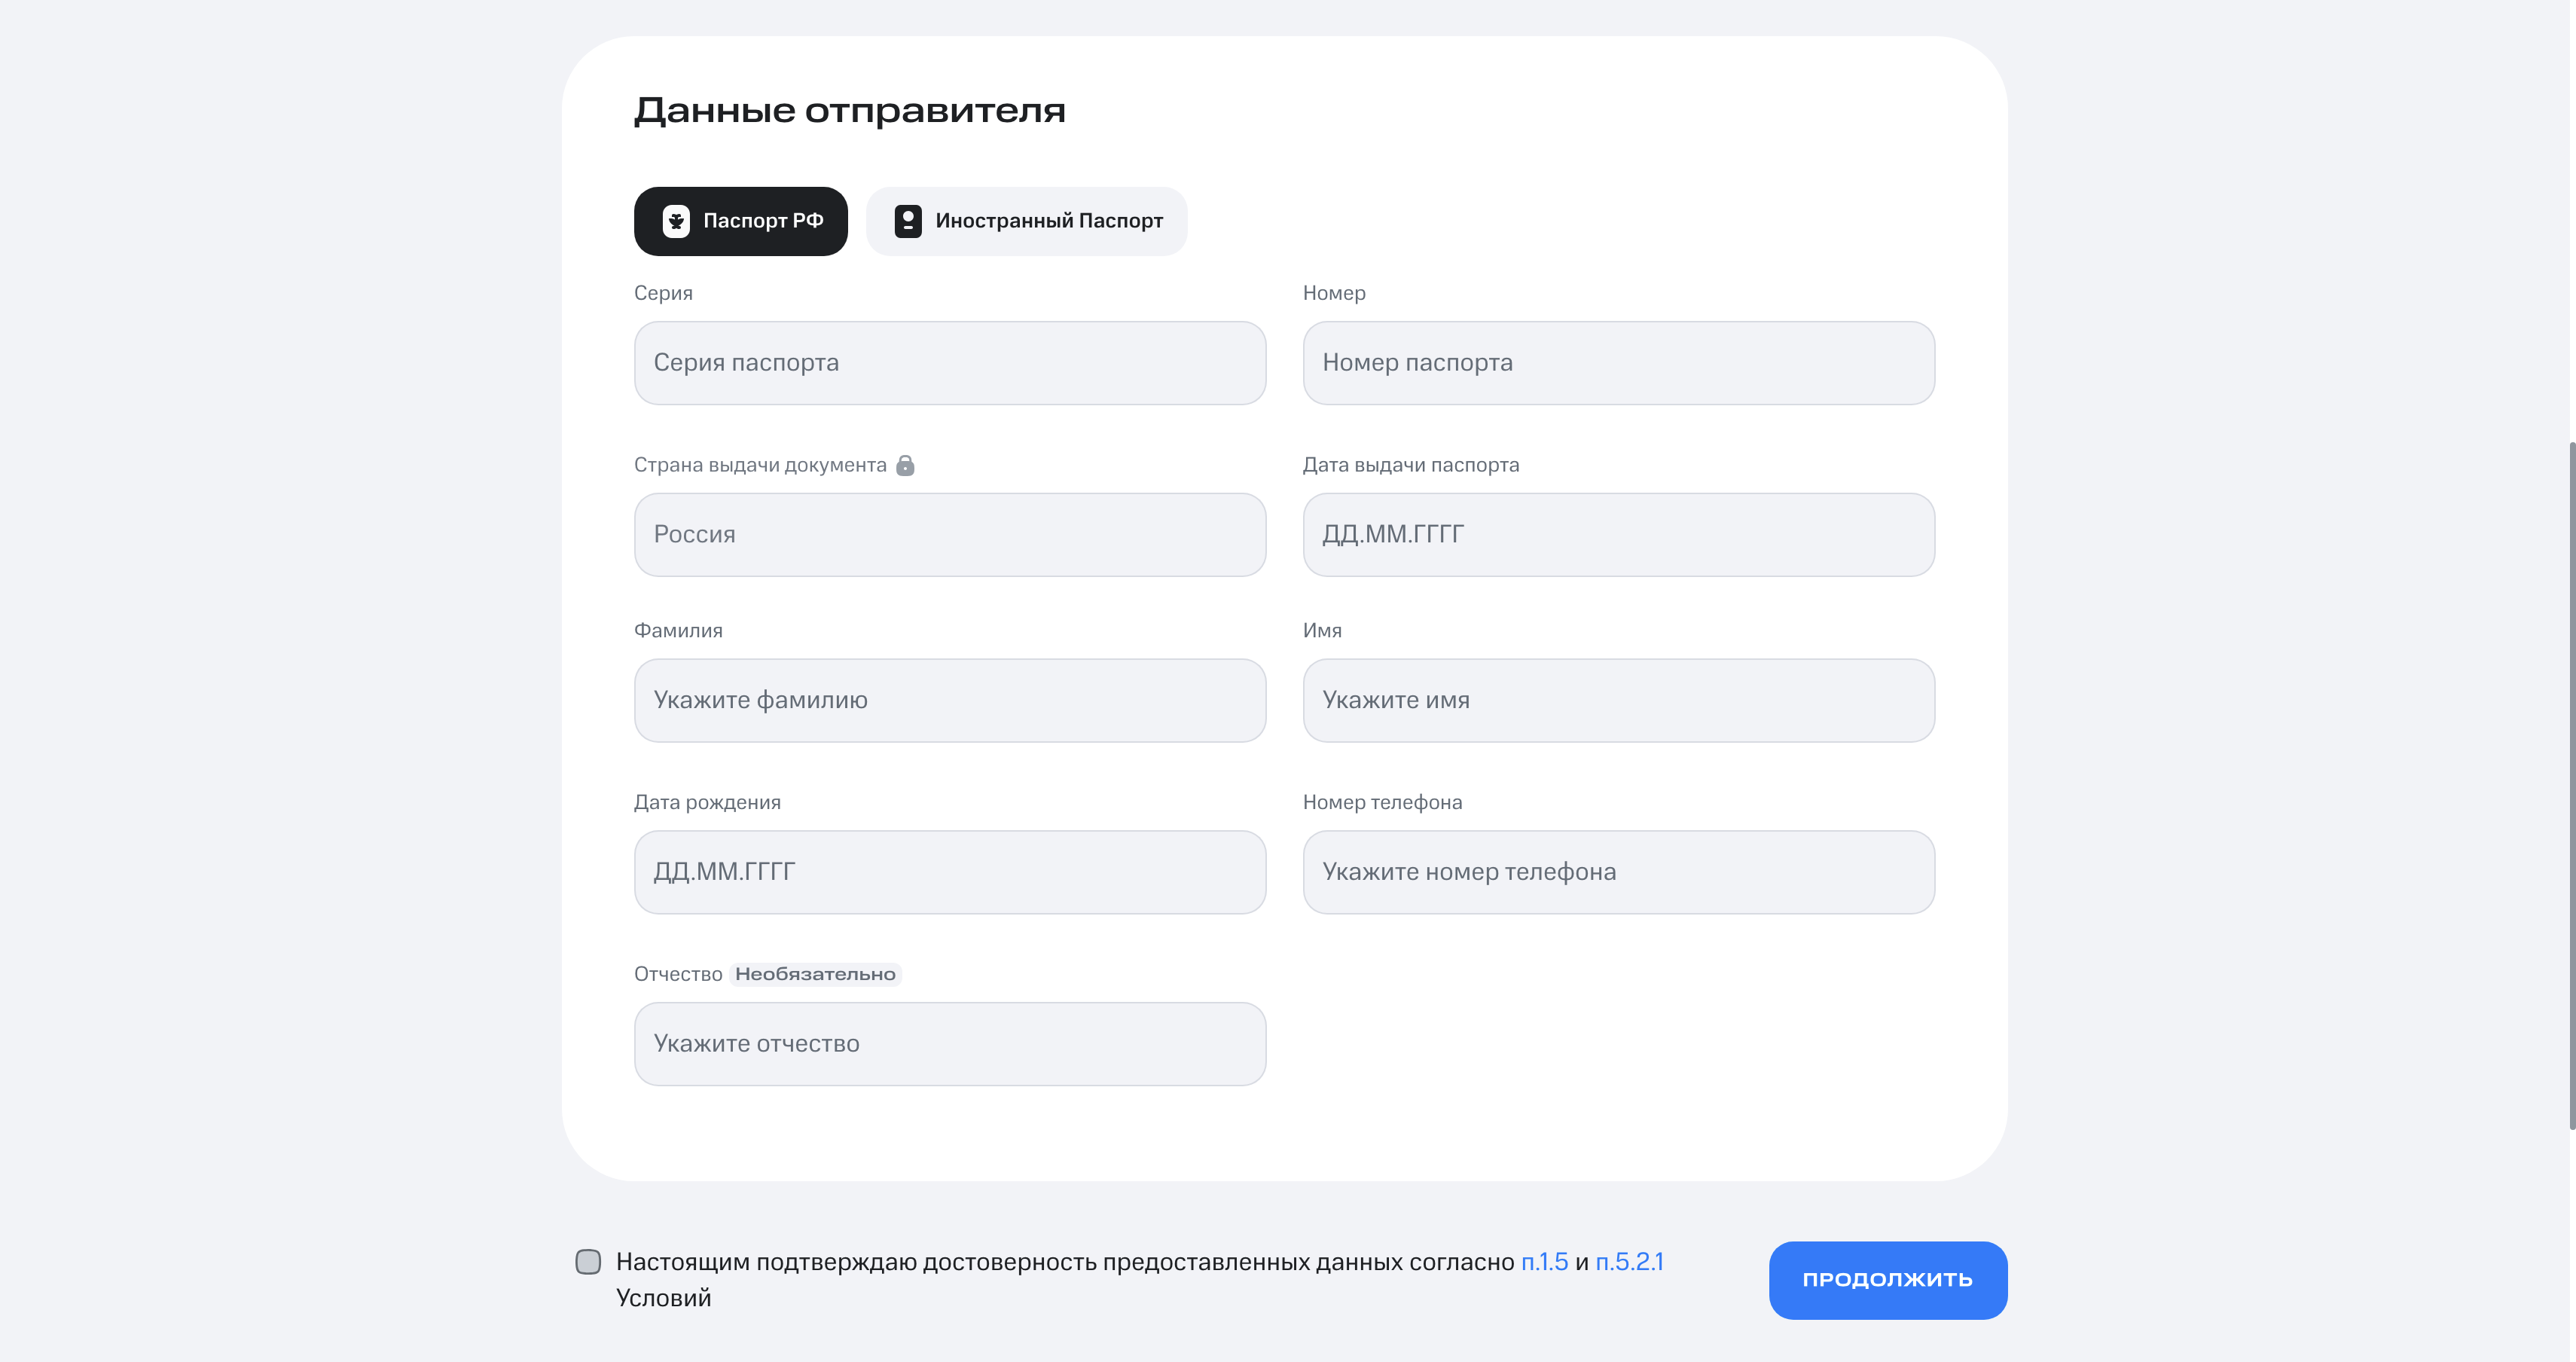 Данные отправителя
Паспорт РФ
Иностранный Паспорт
Серия
Номер
Серия паспорта
Номер паспорта
Страна выдачи документа
Дата выдачи паспорта
Россия
ДД.ММ.ГГГГ
Фамилия
Имя
Укажите фамилию
Укажите имя
Дата рождения
Номер телефона
ДД.ММ.ГГГГ
Укажите номер телефона
Отчество Необязательно
Укажите отчество
Настоящим подтверждаю достоверность предоставленных данных согласно п.1.5 и п.5.2.1
Условий
ПРОДОЛЖИТЬ